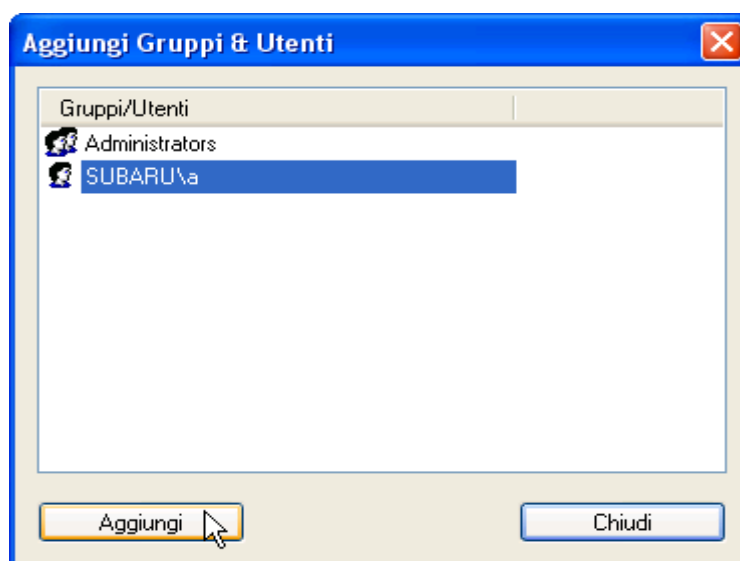 Aggiungi Gruppi & Utenti
Gruppi/Utenti
Administrators
SUBARU\a
Aggiungi Chiudi